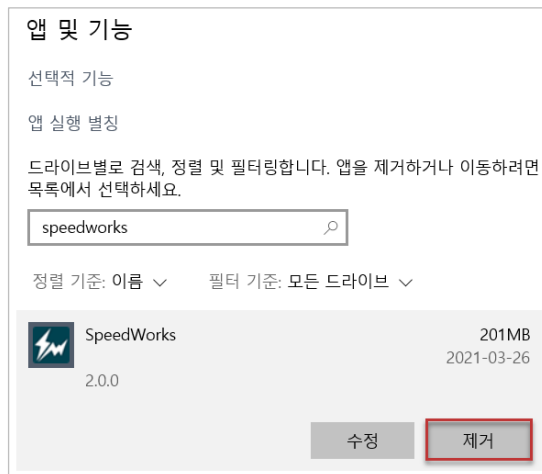 앱 및 기능
선택적 기능
앱 실행 별칭
드라이브별로 검색, 정렬 및 필터링합니다. 앱을 제거하거나 이동하려면
목록에서 선택하세요.
speedworks
정렬 기준: 이름 필터 기준: 모든 드라이브
SpeedWorks 201MB
2021-03-26
2.0.0
수정 제거